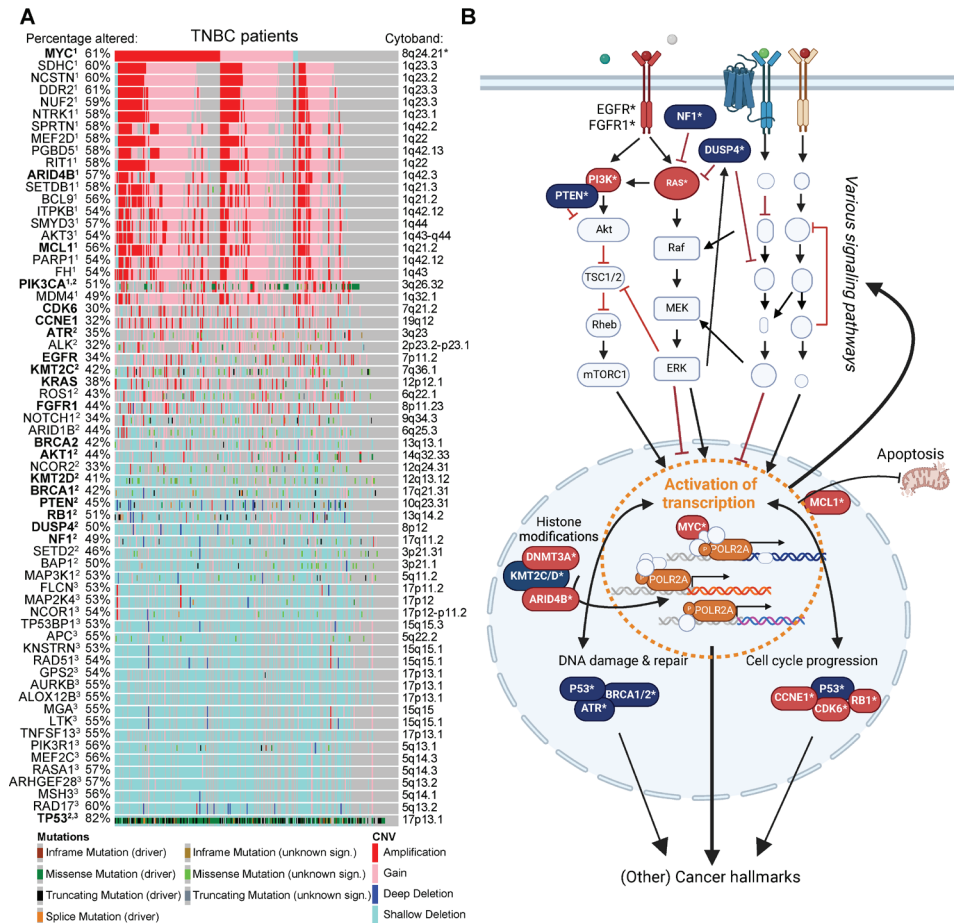 A
TNBC patients
Percentage altered:
Cytoband:
MYC¹ 61% 8q24.21*
SDHC¹ 60% 1q23.3
NCSTN¹ 60% 1q23.2
DDR2¹ 61% 1q23.3
NUF2¹ 59% 1q23.3
NTRK1¹ 58% 1q23.1
SPRTN¹ 60% 1q42.2
MEF2D¹ 58% 1q22
PGBD5¹ 58% 1q42.13
RIT1¹ 58% 1q22
ARID4B¹ 57% 1q42.3
SETDB1¹ 58% 1q21.3
BCL9¹ 56% 1q21.2
ITPKB¹ 54% 1q42.12
SMYD3¹ 57% 1q44
AKT3¹ 54% 1q43-q44
MCL1¹ 56% 1q21.2
PARP1¹ 54% 1q42.12
FH¹ 54% 1q43
PIK3CA¹,² 51% 3q26.32
MDM4¹ 49% 1q32.1
CDK6 30% 7q21.2
CCNE1 32% 19q12
ATR² 35% 3q23
ALK² 32% 2p23.2-p23.1
EGFR 34% 7p11.2
KMT2C² 42% 7q36.1
KRAS 38% 12p12.1
ROS1² 43% 6q22.1
FGFR1 44% 8p11.23
NOTCH1² 34% 9q34.3
ARID1B² 44% 6q25.3
BRCA2 42% 13q13.1
AKT1² 44% 14q32.33
NCOR2² 33% 12q24.31
KMT2D² 41% 12q13.12
BRCA1² 42% 17q21.31
PTEN² 45% 10q23.31
RB1² 51% 13q14.2
DUSP4² 50% 8p12
NF1² 49% 17q11.2
SETD2² 46% 3p21.31
BAP1² 50% 3p21.1
MAP3K1² 53% 5q11.2
FLCN³ 53% 17p11.2
MAP2K4³ 53% 17p12
NCOR1³ 54% 17p12-p11.2
TP53BP1³ 53% 15q15.3
APC³ 55% 5q22.2
KNSTRN³ 53% 15q15.1
RAD51³ 54% 15q15.1
GPS2³ 54% 17p13.1
AURKB³ 55% 17p13.1
ALOX12B³ 54% 17p13.1
MGA³ 55% 15q15
LTK³ 55% 15q15.1
TNFSF13³ 55% 17p13.1
PIK3R1³ 56% 5q13.1
MEF2C³ 56% 5q14.3
RASA1³ 57% 5q14.3
ARHGEF28³ 57% 5q13.2
MSH3³ 56% 5q14.1
RAD17³ 60% 5q13.2
TP53²,³ 82% 17p13.1
Mutations
Inframe Mutation (driver)
Missense Mutation (driver)
Truncating Mutation (driver)
Splice Mutation (driver)
Inframe Mutation (unknown sign.)
Missense Mutation (unknown sign.)
Truncating Mutation (unknown sign.)
CNV
Amplification
Gain
Deep Deletion
Shallow Deletion
B
EGFR*
FGFR1*
NF1*
DUSP4*
PI3K*
RAS*
PTEN*
Akt
Raf
TSC1/2
MEK
Rheb
mTORC1
ERK
Various signaling pathways
Apoptosis
MCL1*
Activation of
transcription
Histone
modifications
DNMT3A*
KMT2C/D*
ARID4B*
MYC*
P
POLR2A
P
POLR2A
P
POLR2A
DNA damage & repair
P53*
BRCA1/2*
ATR*
Cell cycle progression
P53*
CCNE1*
RB1*
CDK6*
(Other) Cancer hallmarks